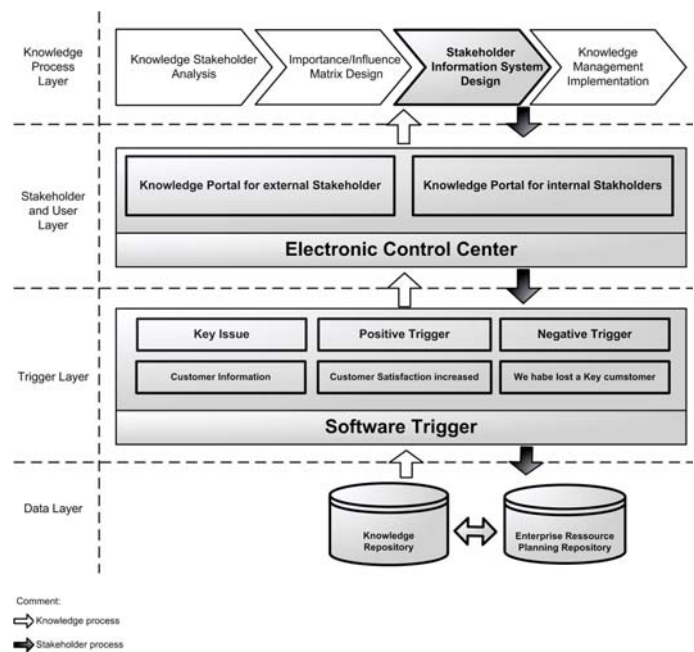 Knowledge
Process
Layer
Knowledge Stakeholder
Analysis
Importance/Influence
Matrix Design
Stakeholder
Information System
Design
Knowledge
Management
Implementation
Stakeholder
and User
Layer
Knowledge Portal for external Stakeholder
Knowledge Portal for internal Stakholders
Electronic Control Center
Trigger Layer
Key Issue
Positive Trigger
Negative Trigger
Customer Information
Customer Satisfaction increased
We habe lost a Key cumstomer
Software Trigger
Data Layer
Knowledge
Repository
Enterprise Ressource
Planning Repository
Comment:
Knowledge process
Stakeholder process